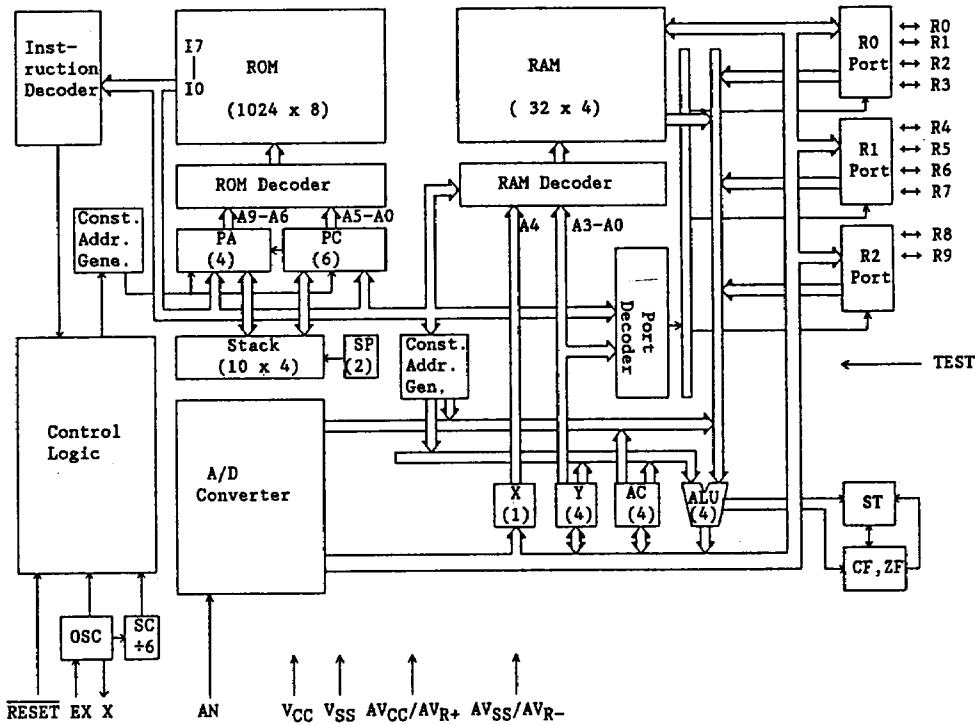 Inst-
ruction
Decoder
I7
I0
ROM
(1024 x 8)
RAM
( 32 x 4)
R0
Port
R0
R1
R2
R3
ROM Decoder
RAM Decoder
R1
Port
R4
R5
R6
R7
Const.
Addr.
Gene.
A9-A6
A5-A0
A4
A3-A0
PA
(4)
PC
(6)
R2
Port
R8
R9
Port
Decoder
Stack
(10 x 4)
SP
(2)
Const.
Addr.
Gen.
TEST
Control
Logic
A/D
Converter
X
(1)
Y
(4)
AC
(4)
ALU
(4)
ST
CF,ZF
OSC
SC
÷6
RESET EX X
AN
VCC VSS AVCC/AVR+ AVSS/AVR-